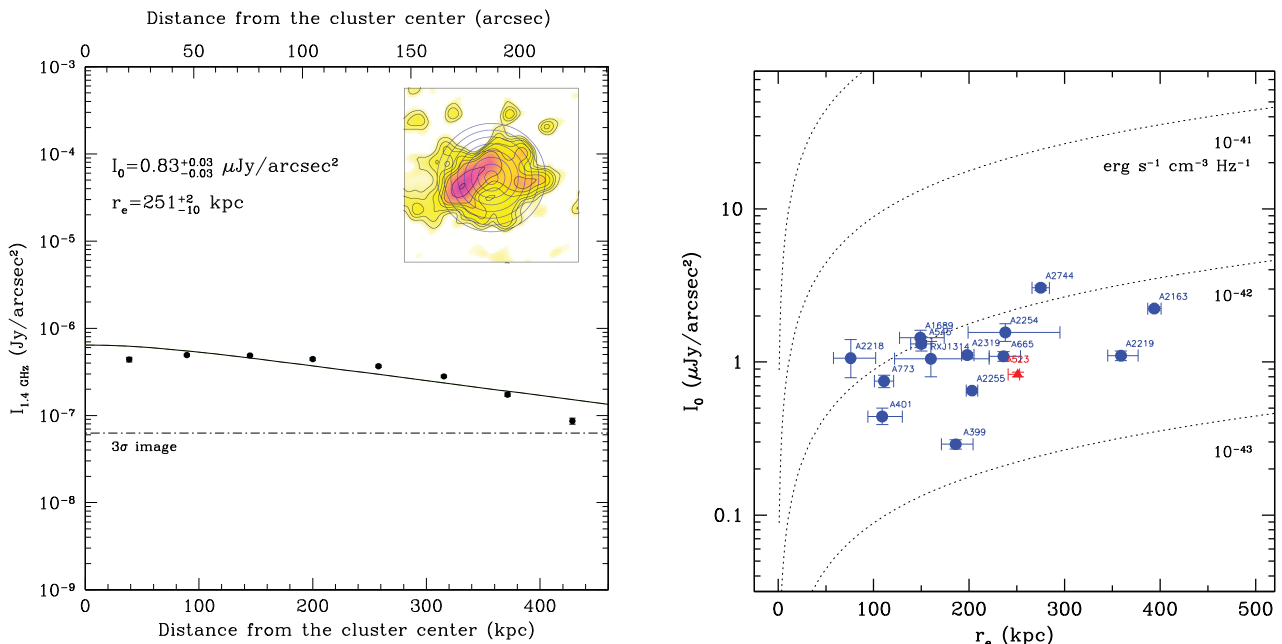 Distance from the cluster center (arcsec)
0 50 100 150 200
10⁻³
10⁻⁴
10⁻⁵
10⁻⁶
10⁻⁷
10⁻⁸
10⁻⁹
I₁.₄ GHz (Jy/arcsec²)
I₀=0.83⁺⁰·⁰³₋₀.₀₃ μJy/arcsec²
rₑ=251⁺²₋₁₀ kpc
3σ image
0 100 200 300 400
Distance from the cluster center (kpc)
10⁻⁴¹
erg s⁻¹ cm⁻³ Hz⁻¹
10
I₀ (μJy/arcsec²)
A2744
10⁻⁴²
A2163
A1689
A2254
A2218
A2319
A665
A2219
RXJ1314
1
A523
A773
A2255
A401
A399
10⁻⁴³
0.1
0 100 200 300 400 500
rₑ (kpc)